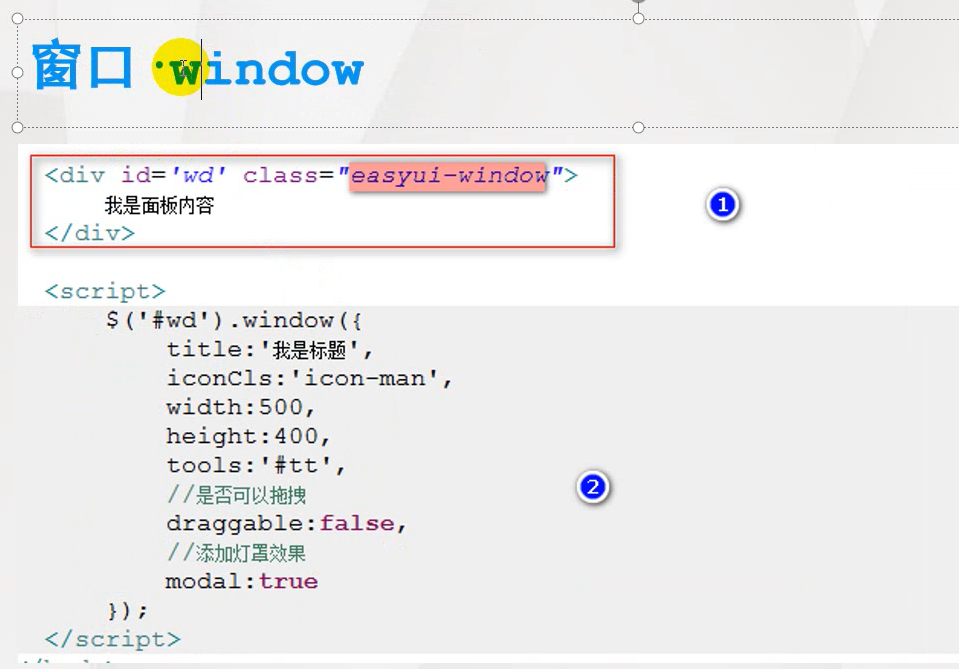 窗口·window
<div id='wd' class="easyui-window">
我是面板内容
</div>
1
<script>
$('#wd').window({
title:'我是标题',
iconCls:'icon-man',
width:500,
height:400,
tools:'#tt',
2
//是否可以拖拽
draggable:false,
//添加灯罩效果
modal:true
});
</script>